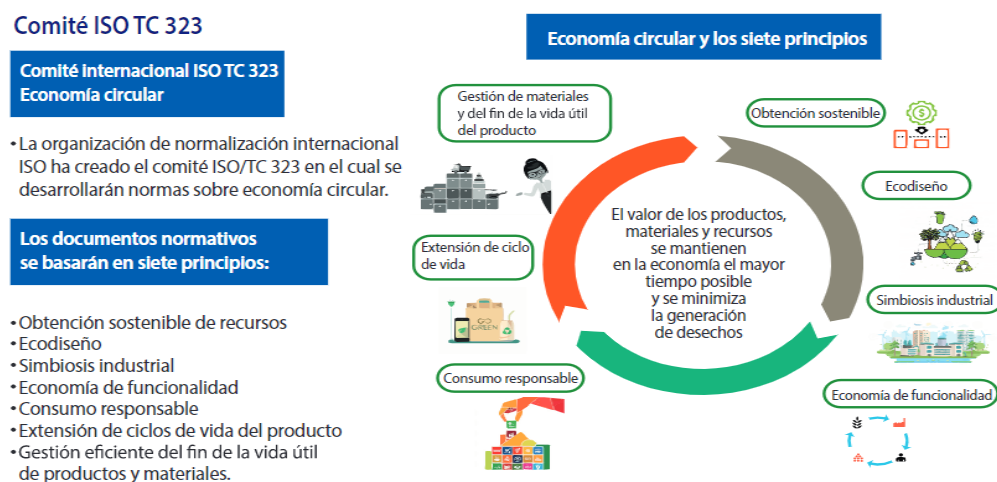 Comité ISO TC 323
Comité internacional ISO TC 323
Economía circular
•La organización de normalización internacional
ISO ha creado el comité ISO/TC 323 en el cual se
desarrollarán normas sobre economía circular.
Los documentos normativos
se basarán en siete principios:
•Obtención sostenible de recursos
•Ecodiseño
•Simbiosis industrial
•Economía de funcionalidad
•Consumo responsable
•Extensión de ciclos de vida del producto
•Gestión eficiente del fin de la vida útil
de productos y materiales.
Economía circular y los siete principios
Gestión de materiales
y del fin de la vida útil
del producto
Obtención sostenible
Ecodiseño
Simbiosis industrial
Economía de funcionalidad
Consumo responsable
Extensión de ciclo
de vida
GO
GREEN
El valor de los productos,
materiales y recursos
se mantienen
en la economía el mayor
tiempo posible
y se minimiza
la generación
de desechos